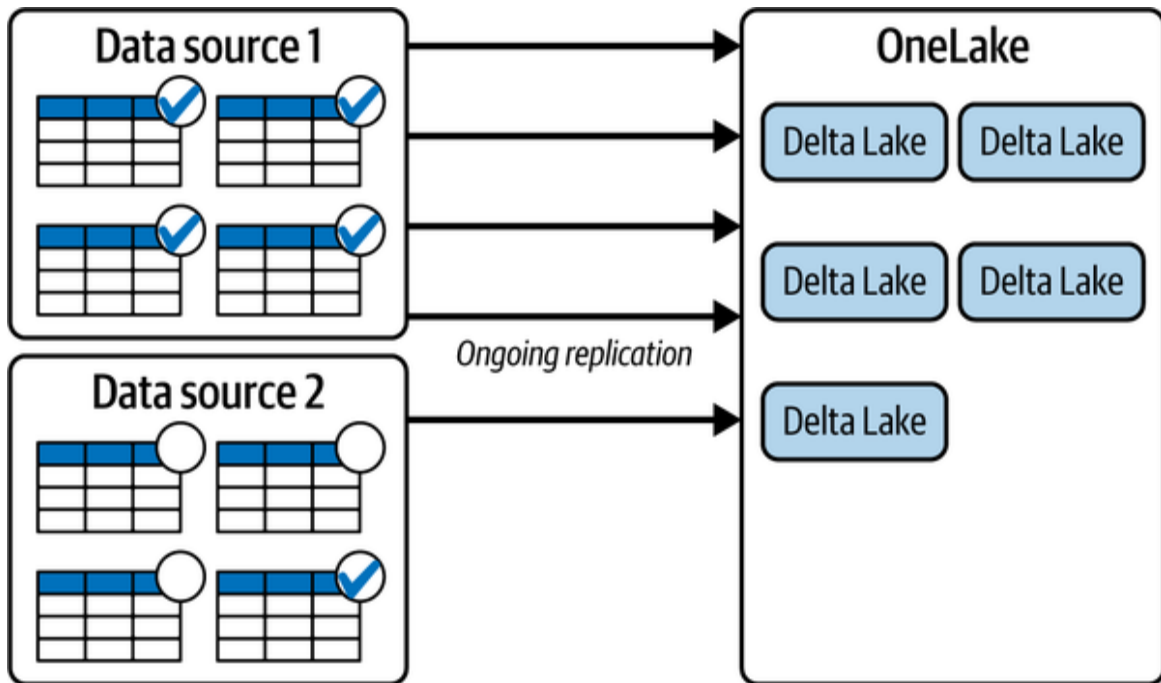 Data source 1
Ongoing replication
Data source 2
OneLake
Delta Lake
Delta Lake
Delta Lake
Delta Lake
Delta Lake